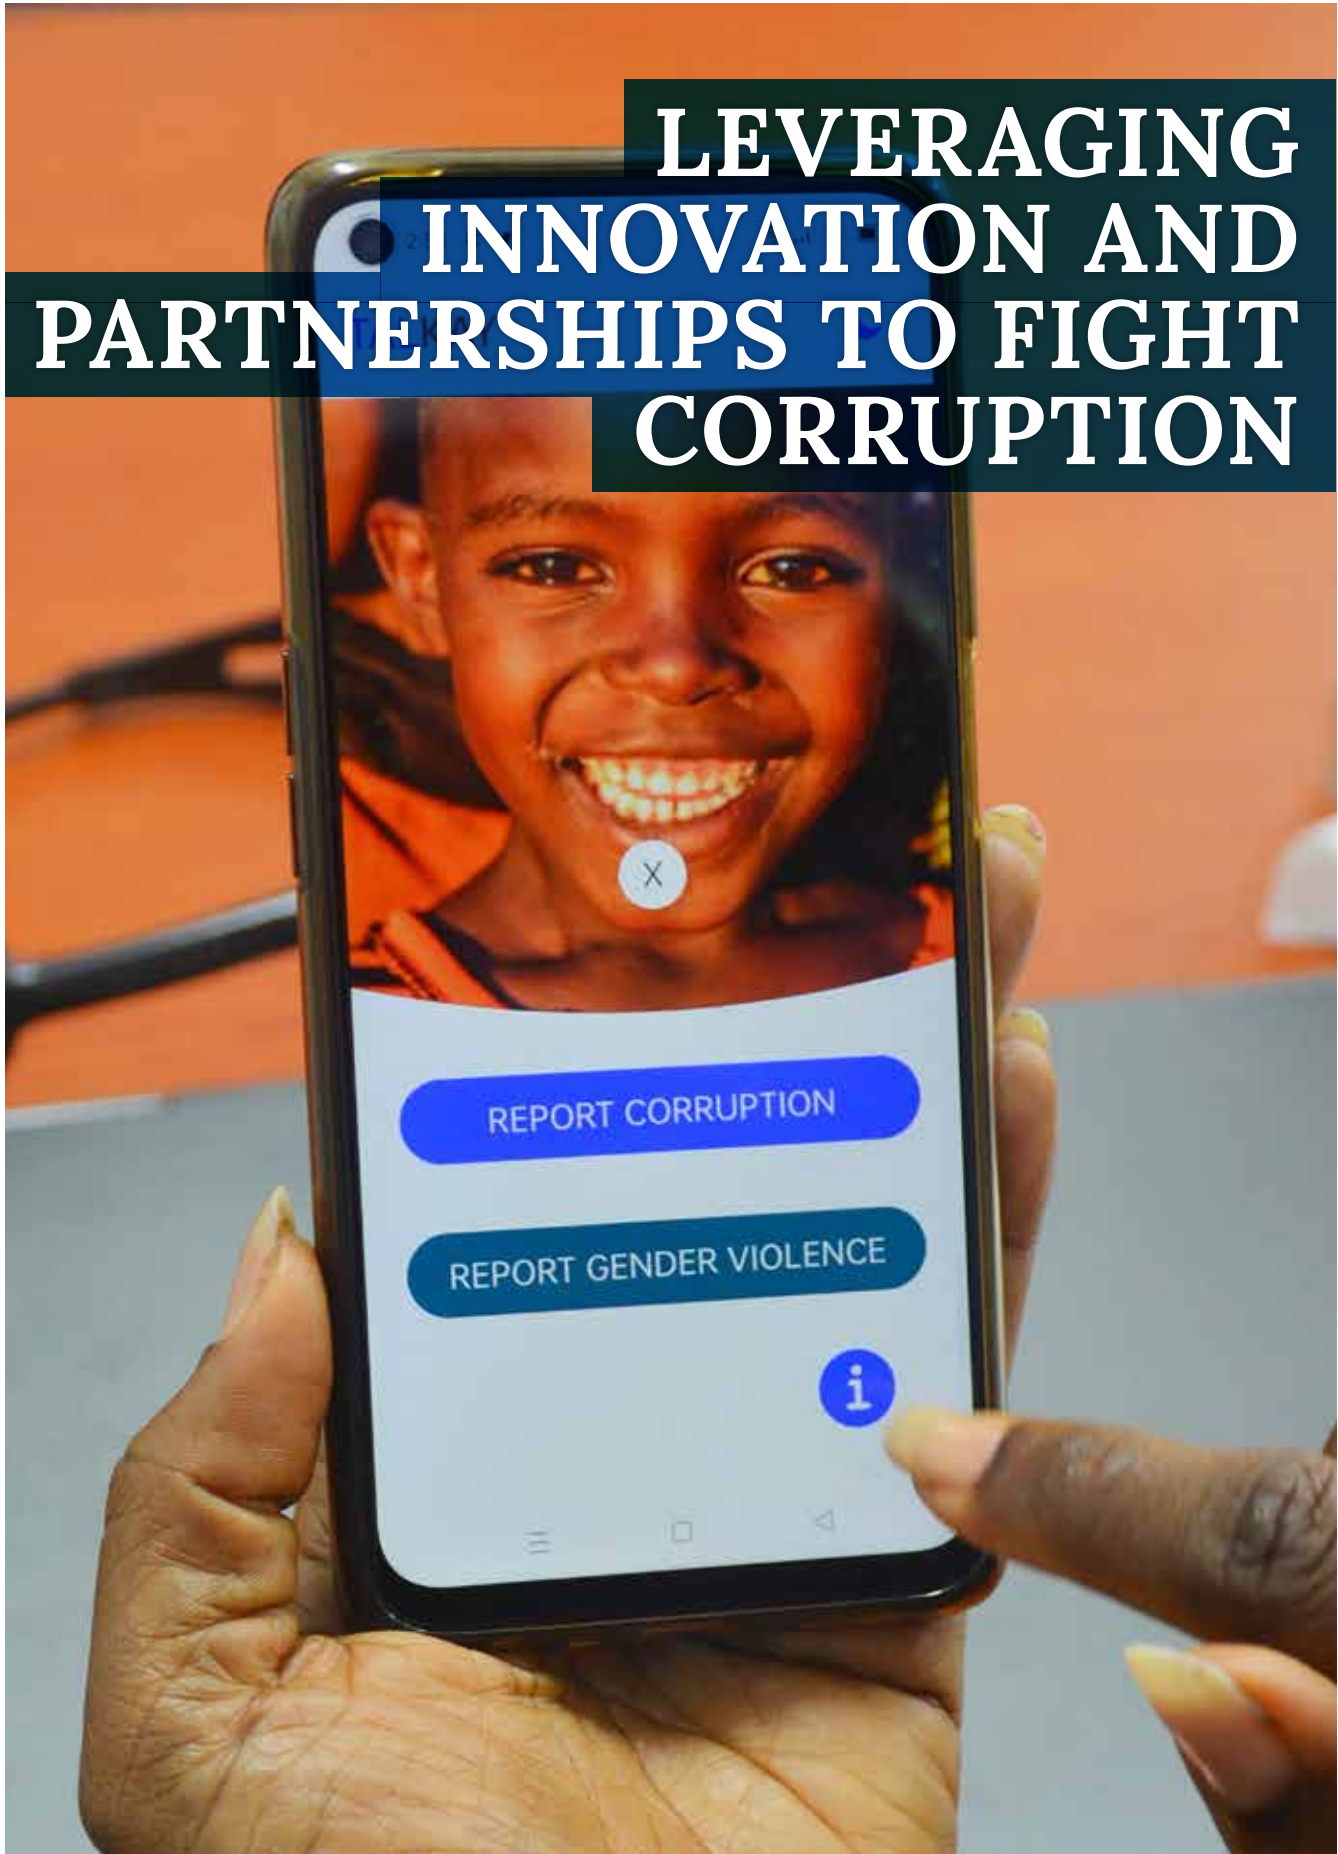 LEVERAGING
INNOVATION AND
PARTNERSHIPS TO FIGHT
CORRUPTION
X
REPORT CORRUPTION
REPORT GENDER VIOLENCE
i